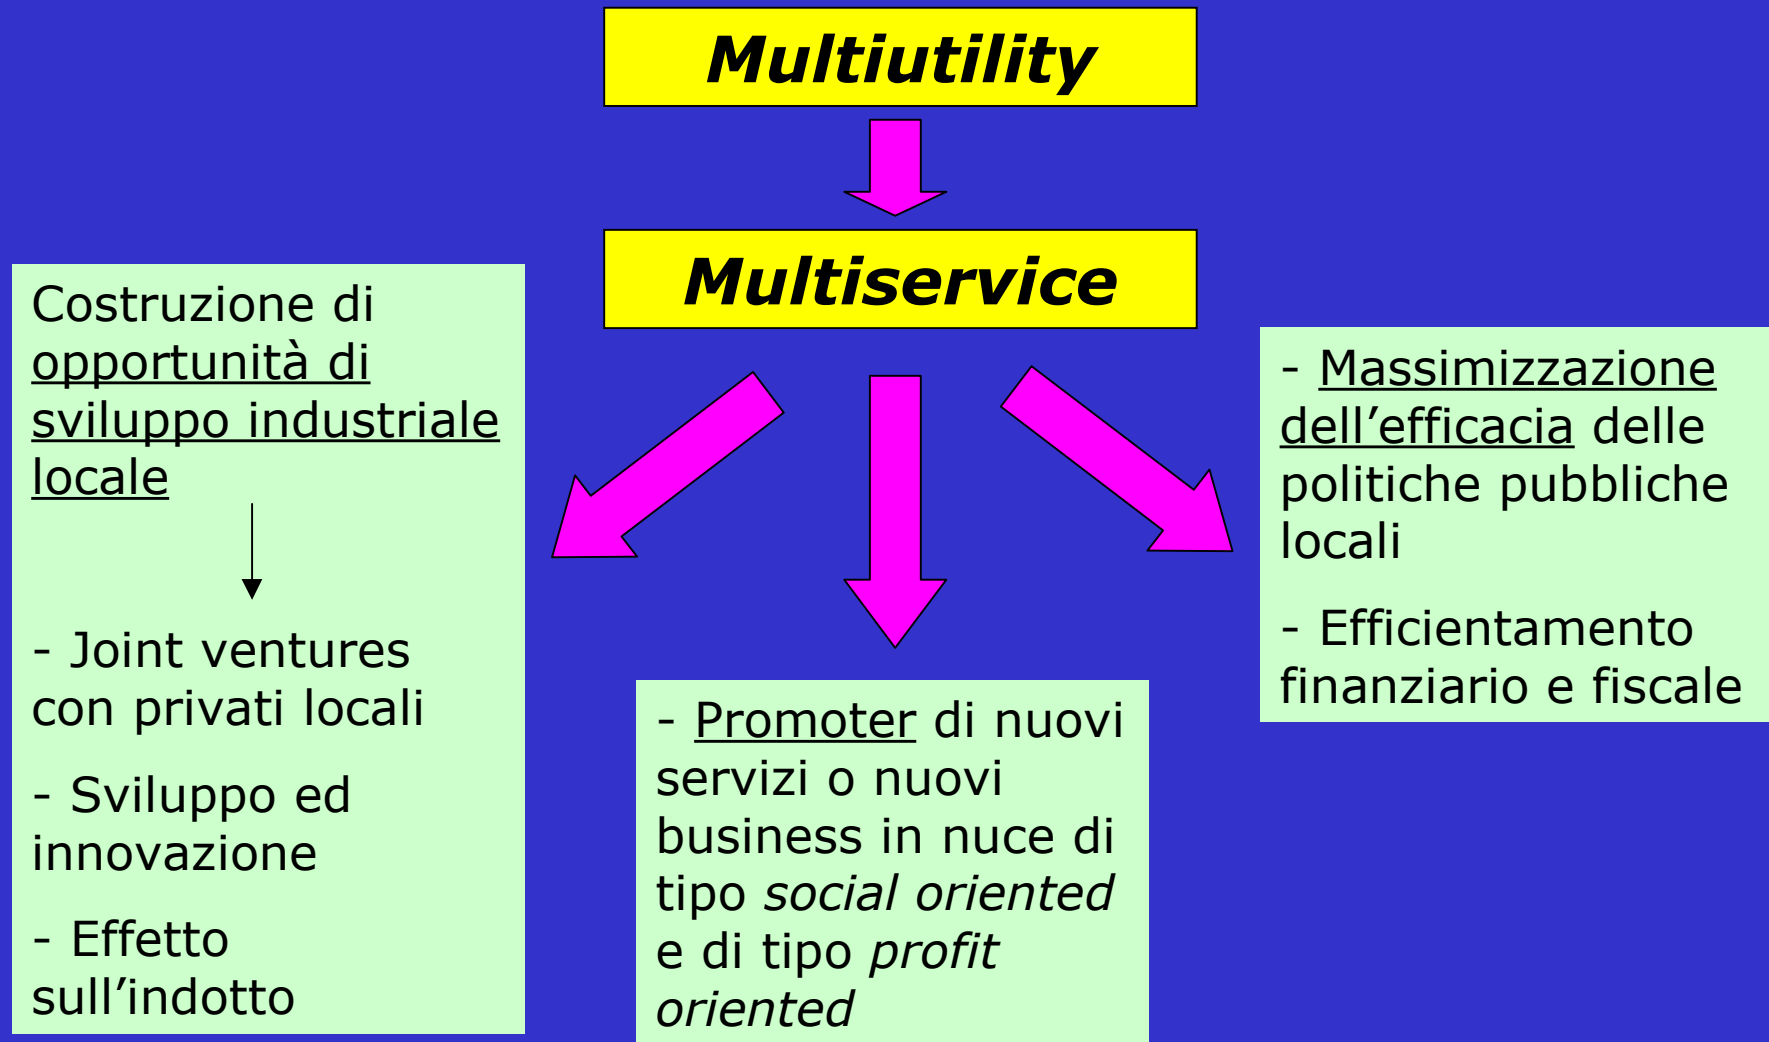 Multiutility
Multiservice
Costruzione di
opportunità di
sviluppo industriale
locale
- Joint ventures
con privati locali
- Sviluppo ed
innovazione
- Effetto
sull’indotto
- Promoter di nuovi
servizi o nuovi
business in nuce di
tipo social oriented
e di tipo profit
oriented
- Massimizzazione
dell’efficacia delle
politiche pubbliche
locali
- Efficientamento
finanziario e fiscale